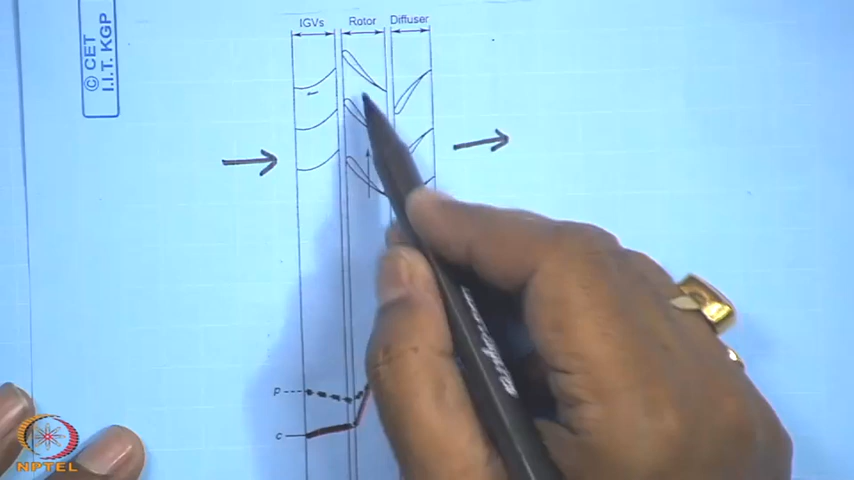 © CET
I.I.T. KGP
IGVs Rotor Diffuser
p
c
NPTEL